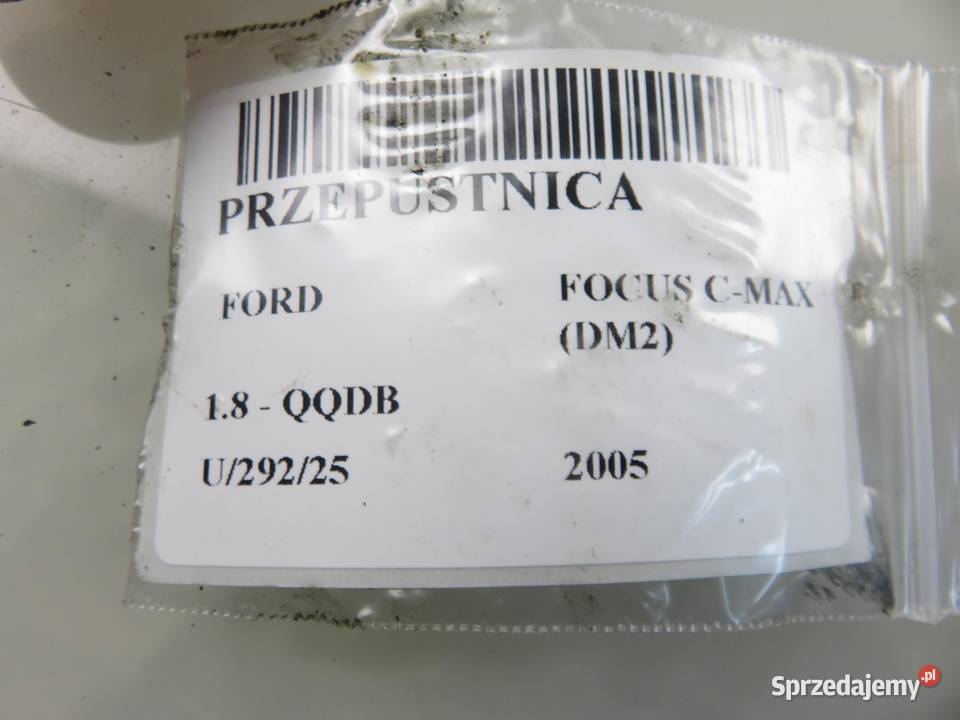 PRZEPUSTNICA
FORD FOCUS C-MAX
(DM2)
1.8 - QQDB
U/292/25 2005
Sprzedajemy.pl